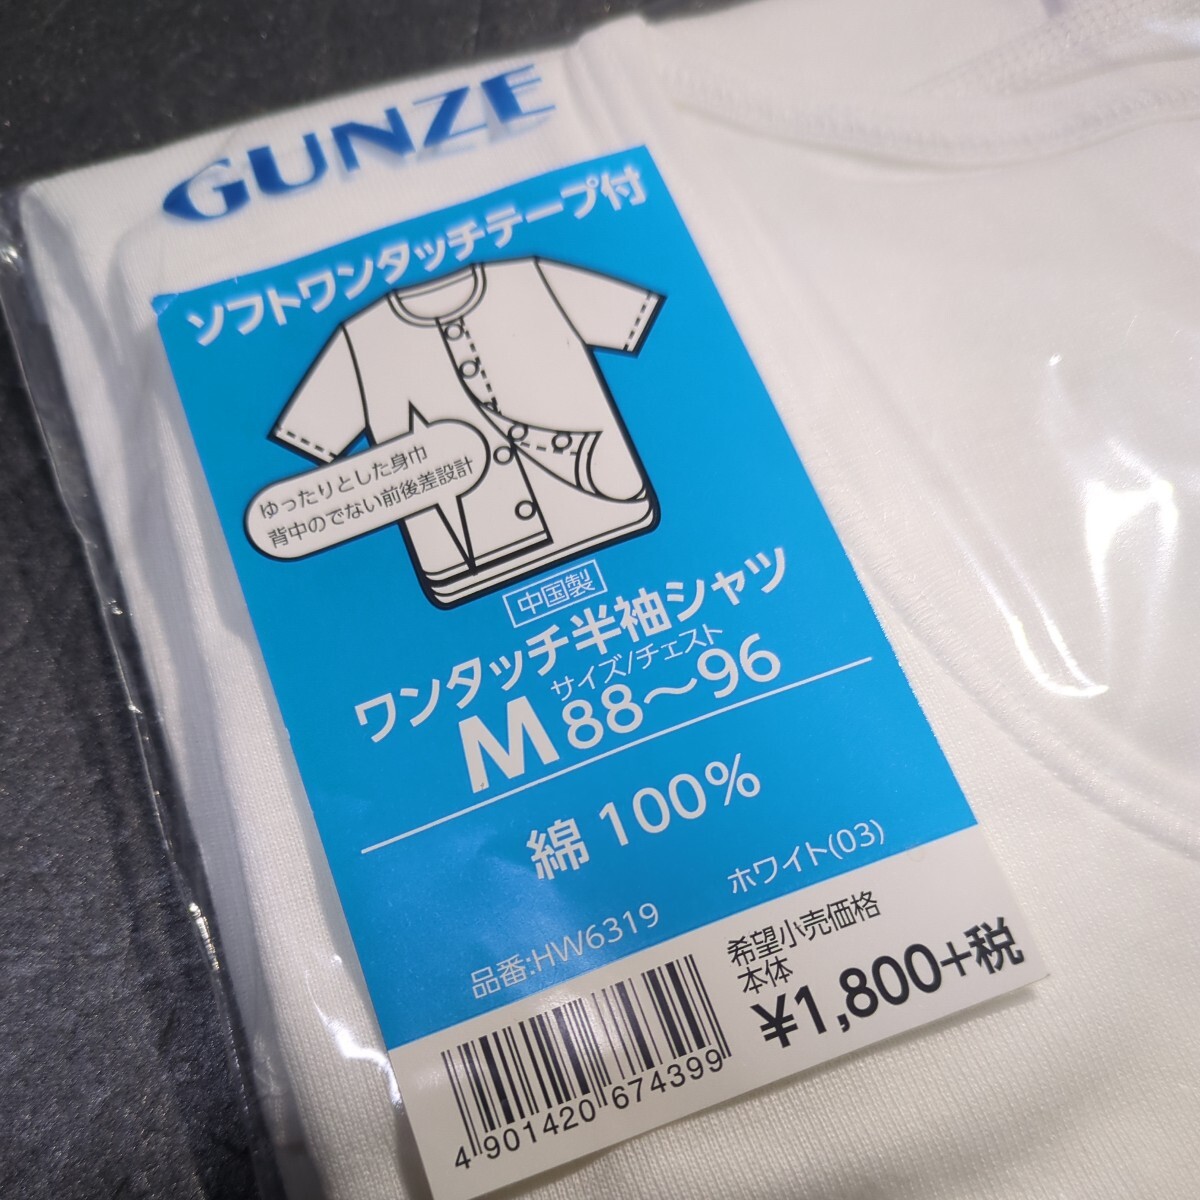 GUNZE
ソフトワンタッチテープ付
ゆったりとした身巾
背中のでない前後差設計
中国製
ワンタッチ半袖シャツ
サイズ/チェスト
M 88～96
綿 100%
ホワイト(03)
品番:HW6319
希望小売価格
本体
¥1,800+税
4 901420 674399